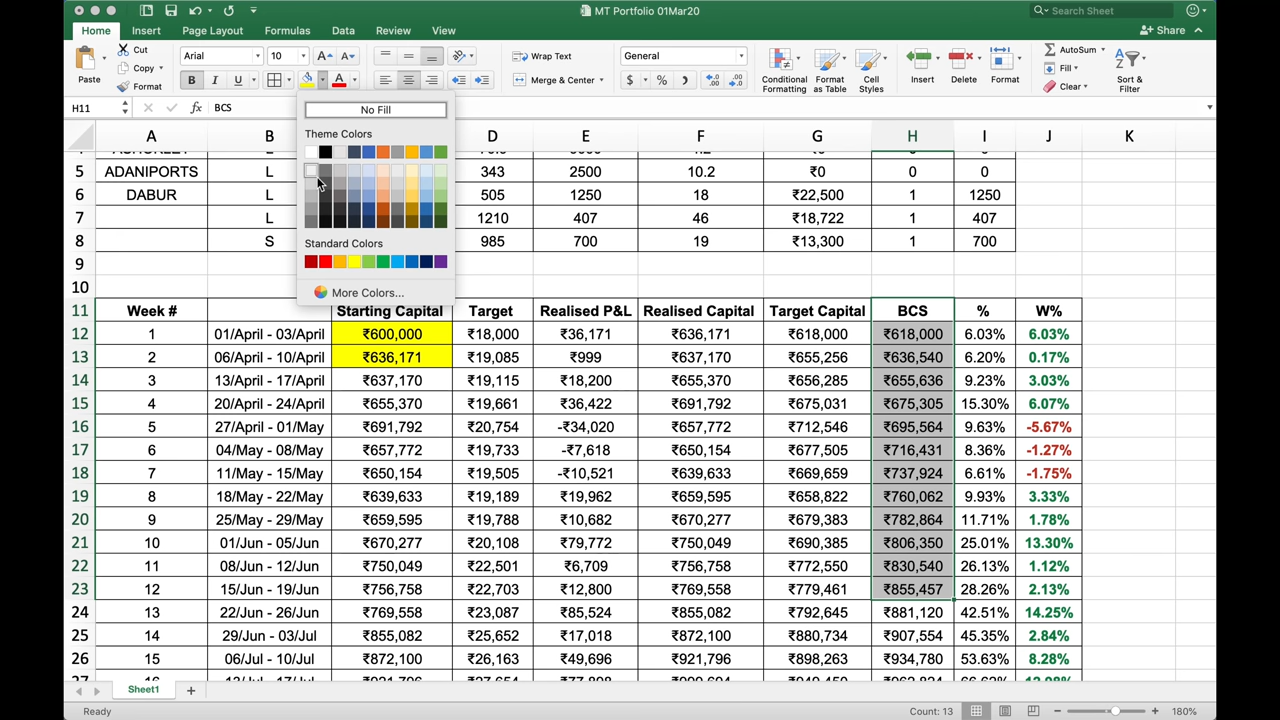 MT Portfolio 01Mar20
Search Sheet
Home Insert Page Layout Formulas Data Review View
Share
Paste Cut Copy Format
Arial 10 A A
B I U A
Wrap Text
Merge & Center
General
$ % )
Conditional Formatting
Format as Table
Cell Styles
Insert Delete Format
AutoSum
Fill
Clear
Sort & Filter
H11 fx BCS
No Fill
Theme Colors
Standard Colors
More Colors...
A B D E F G H I J K
5 ADANIPORTS L 343 2500 10.2 ₹0 0 0
6 DABUR L 505 1250 18 ₹22,500 1 1250
7 L 1210 407 46 ₹18,722 1 407
8 S 985 700 19 ₹13,300 1 700
9
10
11 Week # Starting Capital Target Realised P&L Realised Capital Target Capital BCS % W%
12 1 01/April - 03/April ₹600,000 ₹18,000 ₹36,171 ₹636,171 ₹618,000 ₹618,000 6.03% 6.03%
13 2 06/April - 10/April ₹636,171 ₹19,085 ₹999 ₹637,170 ₹655,256 ₹636,540 6.20% 0.17%
14 3 13/April - 17/April ₹637,170 ₹19,115 ₹18,200 ₹655,370 ₹656,285 ₹655,636 9.23% 3.03%
15 4 20/April - 24/April ₹655,370 ₹19,661 ₹36,422 ₹691,792 ₹675,031 ₹675,305 15.30% 6.07%
16 5 27/April - 01/May ₹691,792 ₹20,754 -₹34,020 ₹657,772 ₹712,546 ₹695,564 9.63% -5.67%
17 6 04/May - 08/May ₹657,772 ₹19,733 -₹7,618 ₹650,154 ₹677,505 ₹716,431 8.36% -1.27%
18 7 11/May - 15/May ₹650,154 ₹19,505 -₹10,521 ₹639,633 ₹669,659 ₹737,924 6.61% -1.75%
19 8 18/May - 22/May ₹639,633 ₹19,189 ₹19,962 ₹659,595 ₹658,822 ₹760,062 9.93% 3.33%
20 9 25/May - 29/May ₹659,595 ₹19,788 ₹10,682 ₹670,277 ₹679,383 ₹782,864 11.71% 1.78%
21 10 01/Jun - 05/Jun ₹670,277 ₹20,108 ₹79,772 ₹750,049 ₹690,385 ₹806,350 25.01% 13.30%
22 11 08/Jun - 12/Jun ₹750,049 ₹22,501 ₹6,709 ₹756,758 ₹772,550 ₹830,540 26.13% 1.12%
23 12 15/Jun - 19/Jun ₹756,758 ₹22,703 ₹12,800 ₹769,558 ₹779,461 ₹855,457 28.26% 2.13%
24 13 22/Jun - 26/Jun ₹769,558 ₹23,087 ₹85,524 ₹855,082 ₹792,645 ₹881,120 42.51% 14.25%
25 14 29/Jun - 03/Jul ₹855,082 ₹25,652 ₹17,018 ₹872,100 ₹880,734 ₹907,554 45.35% 2.84%
26 15 06/Jul - 10/Jul ₹872,100 ₹26,163 ₹49,696 ₹921,796 ₹898,263 ₹934,780 53.63% 8.28%
Sheet1
Ready Count: 13 180%